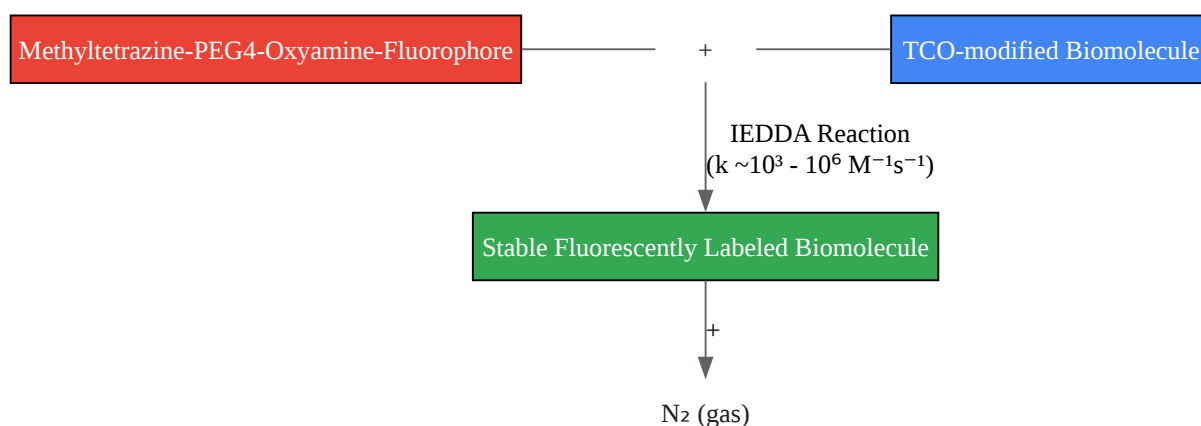 Methyltetrazine-PEG4-Oxyamine-Fluorophore
+
TCO-modified Biomolecule
IEDDA Reaction
(k ~10³ - 10⁶ M⁻¹s⁻¹)
Stable Fluorescently Labeled Biomolecule
+
N₂ (gas)